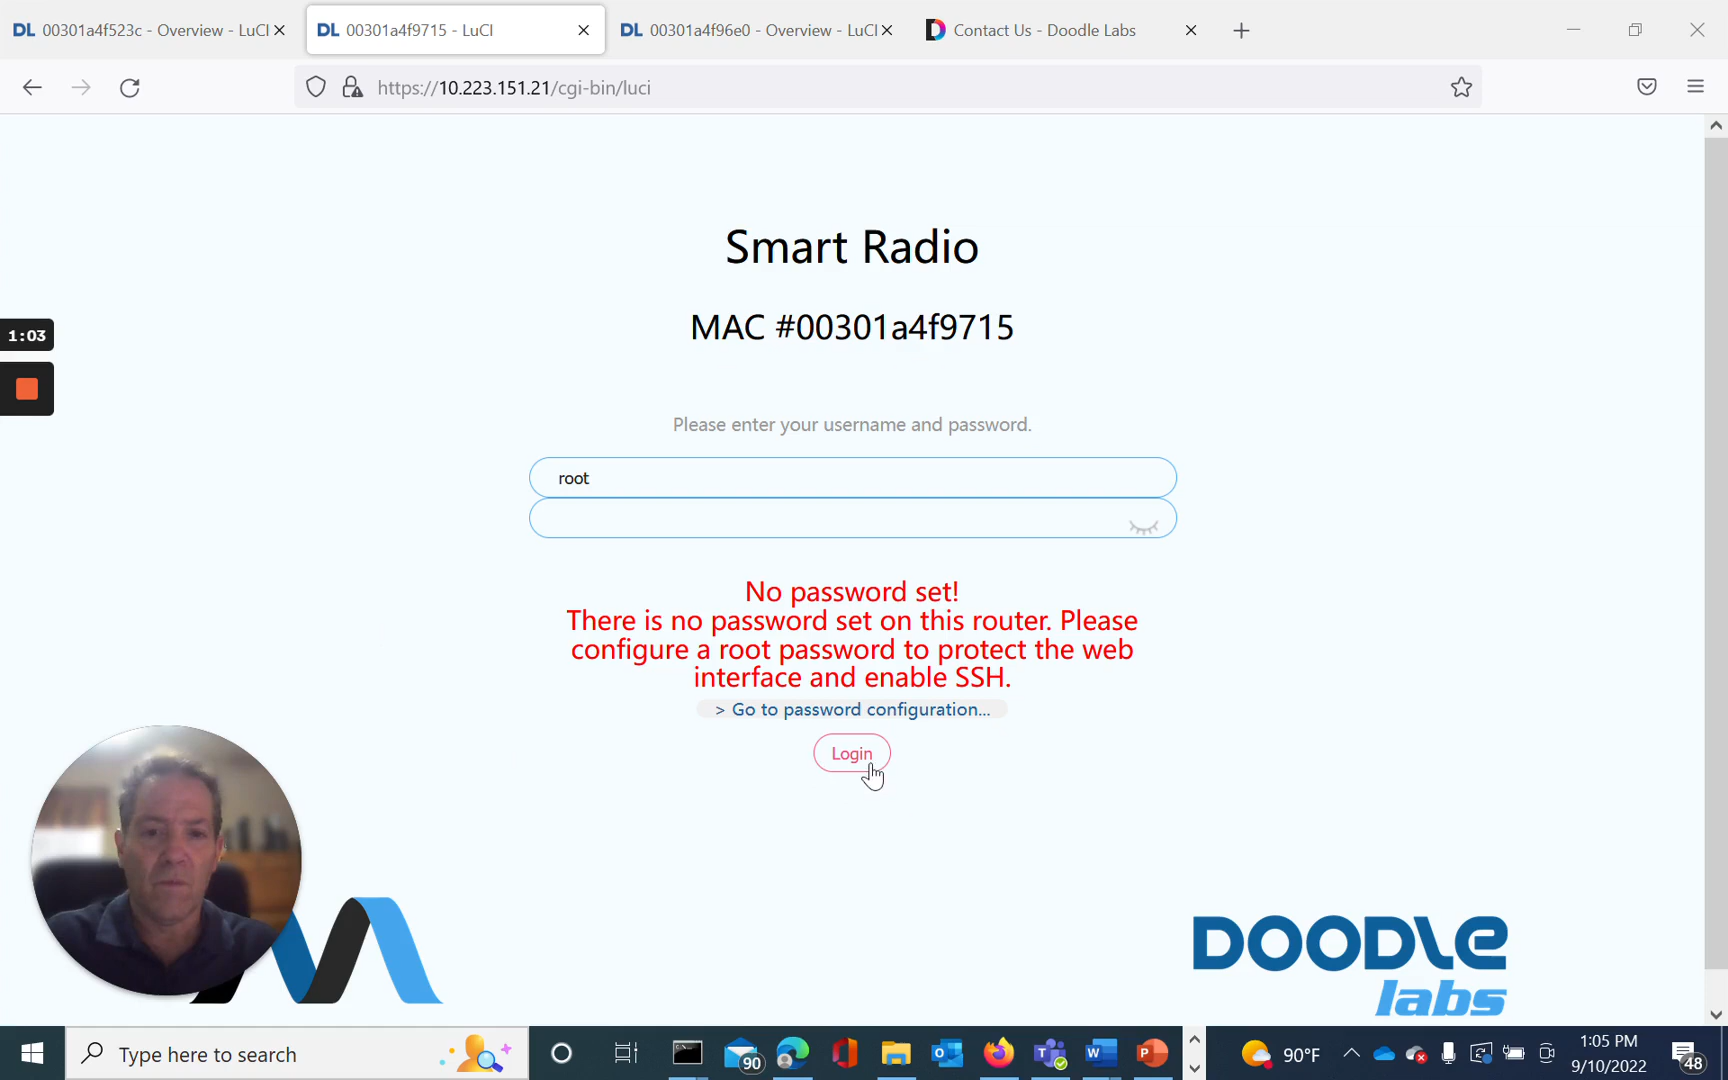 DL 00301a4f523c - Overview - LuCI
DL 00301a4f9715 - LuCI
DL 00301a4f96e0 - Overview - LuCI
Contact Us - Doodle Labs
https://10.223.151.21/cgi-bin/luci
Smart Radio
MAC #00301a4f9715
1:03
Please enter your username and password.
root
No password set!
There is no password set on this router. Please
configure a root password to protect the web
interface and enable SSH.
> Go to password configuration...
Login
DOODLE
labs
Type here to search
90
90°F
1:05 PM
9/10/2022
48